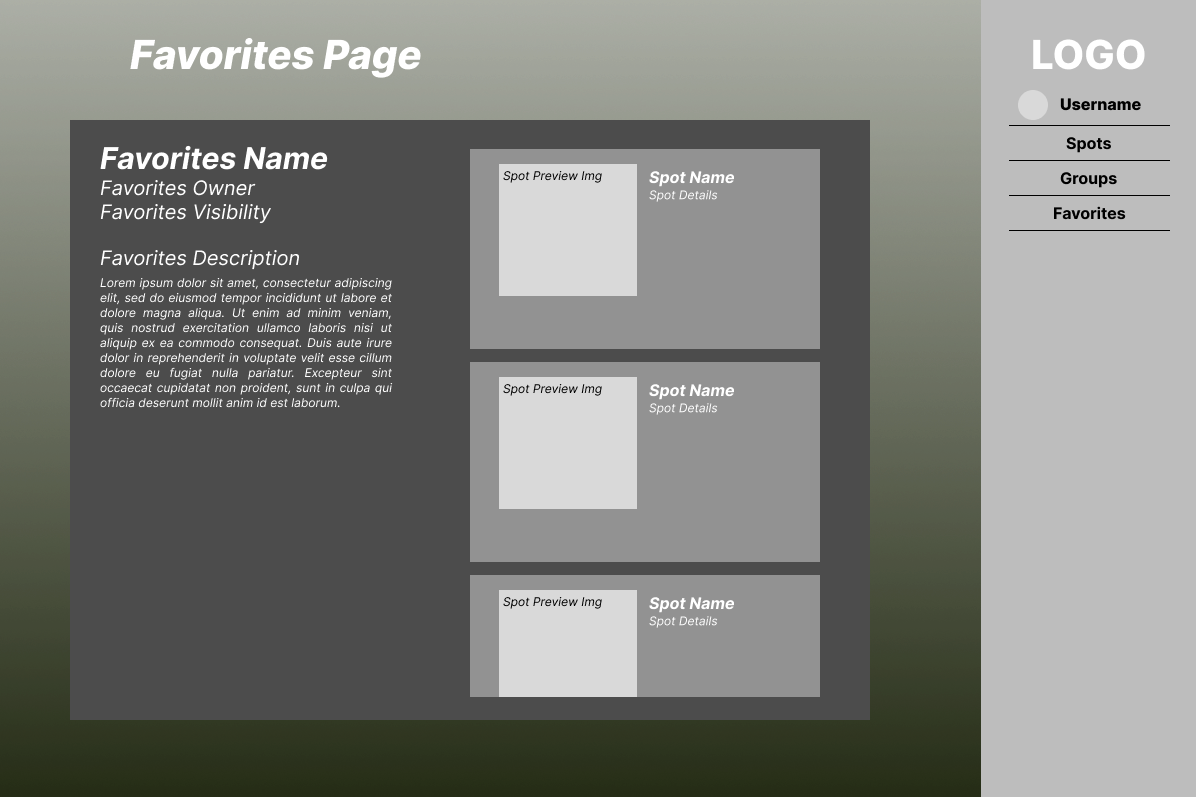 Favorites Page
Favorites Name
Favorites Owner
Favorites Visibility
Favorites Description
Lorem ipsum dolor sit amet, consectetur adipiscing
elit, sed do eiusmod tempor incididunt ut labore et
dolore magna aliqua. Ut enim ad minim veniam,
quis nostrud exercitation ullamco laboris nisi ut
aliquip ex ea commodo consequat. Duis aute irure
dolor in reprehenderit in voluptate velit esse cillum
dolore eu fugiat nulla pariatur. Excepteur sint
occaecat cupidatat non proident, sunt in culpa qui
officia deserunt mollit anim id est laborum.
Spot Preview Img
Spot Name
Spot Details
Spot Preview Img
Spot Name
Spot Details
Spot Preview Img
Spot Name
Spot Details
LOGO
Username
Spots
Groups
Favorites